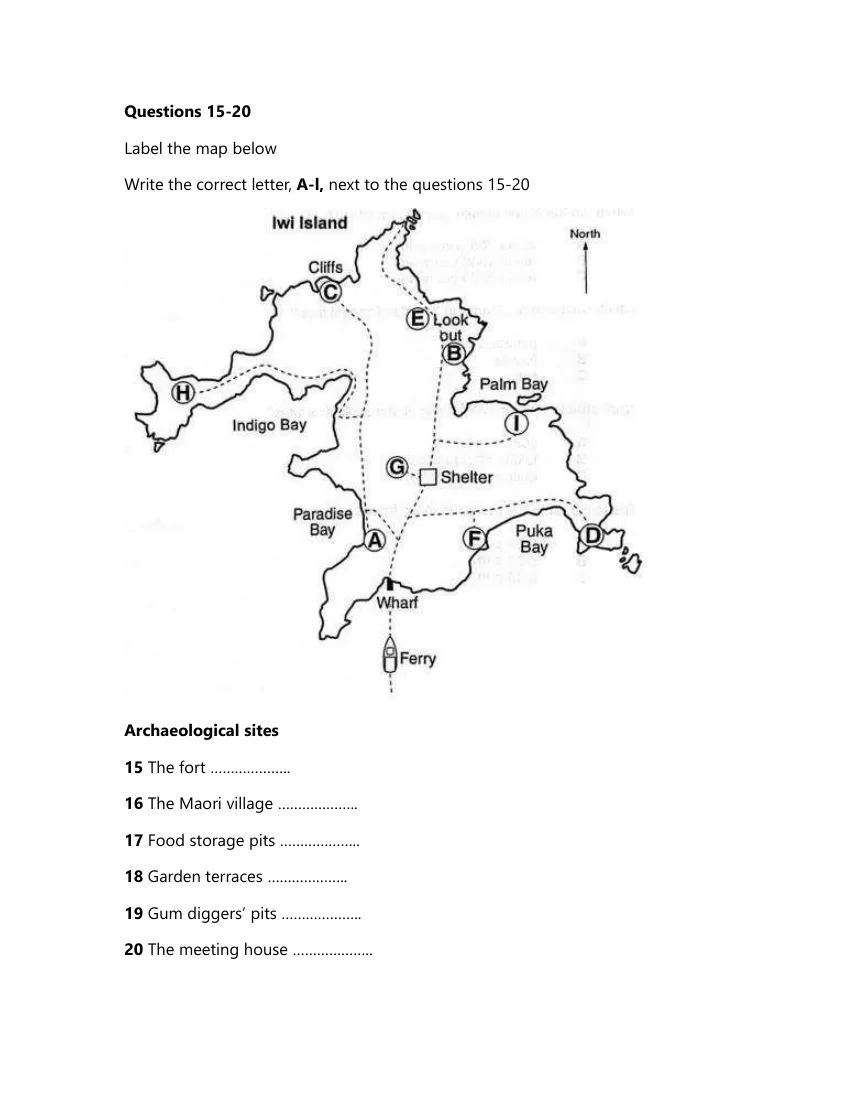 Questions 15-20
Label the map below
Write the correct letter, A-l, next to the questions 15-20
Iwi Island
North
Cliffs
C
E
Look
out
B
H
Palm Bay
Indigo Bay
I
G
Shelter
Paradise
Bay
A
F
Puka
Bay
D
Wharf
Ferry
Archaeological sites
15 The fort ………………..
16 The Maori village ………………..
17 Food storage pits ………………..
18 Garden terraces ………………..
19 Gum diggers’ pits ………………..
20 The meeting house ………………..